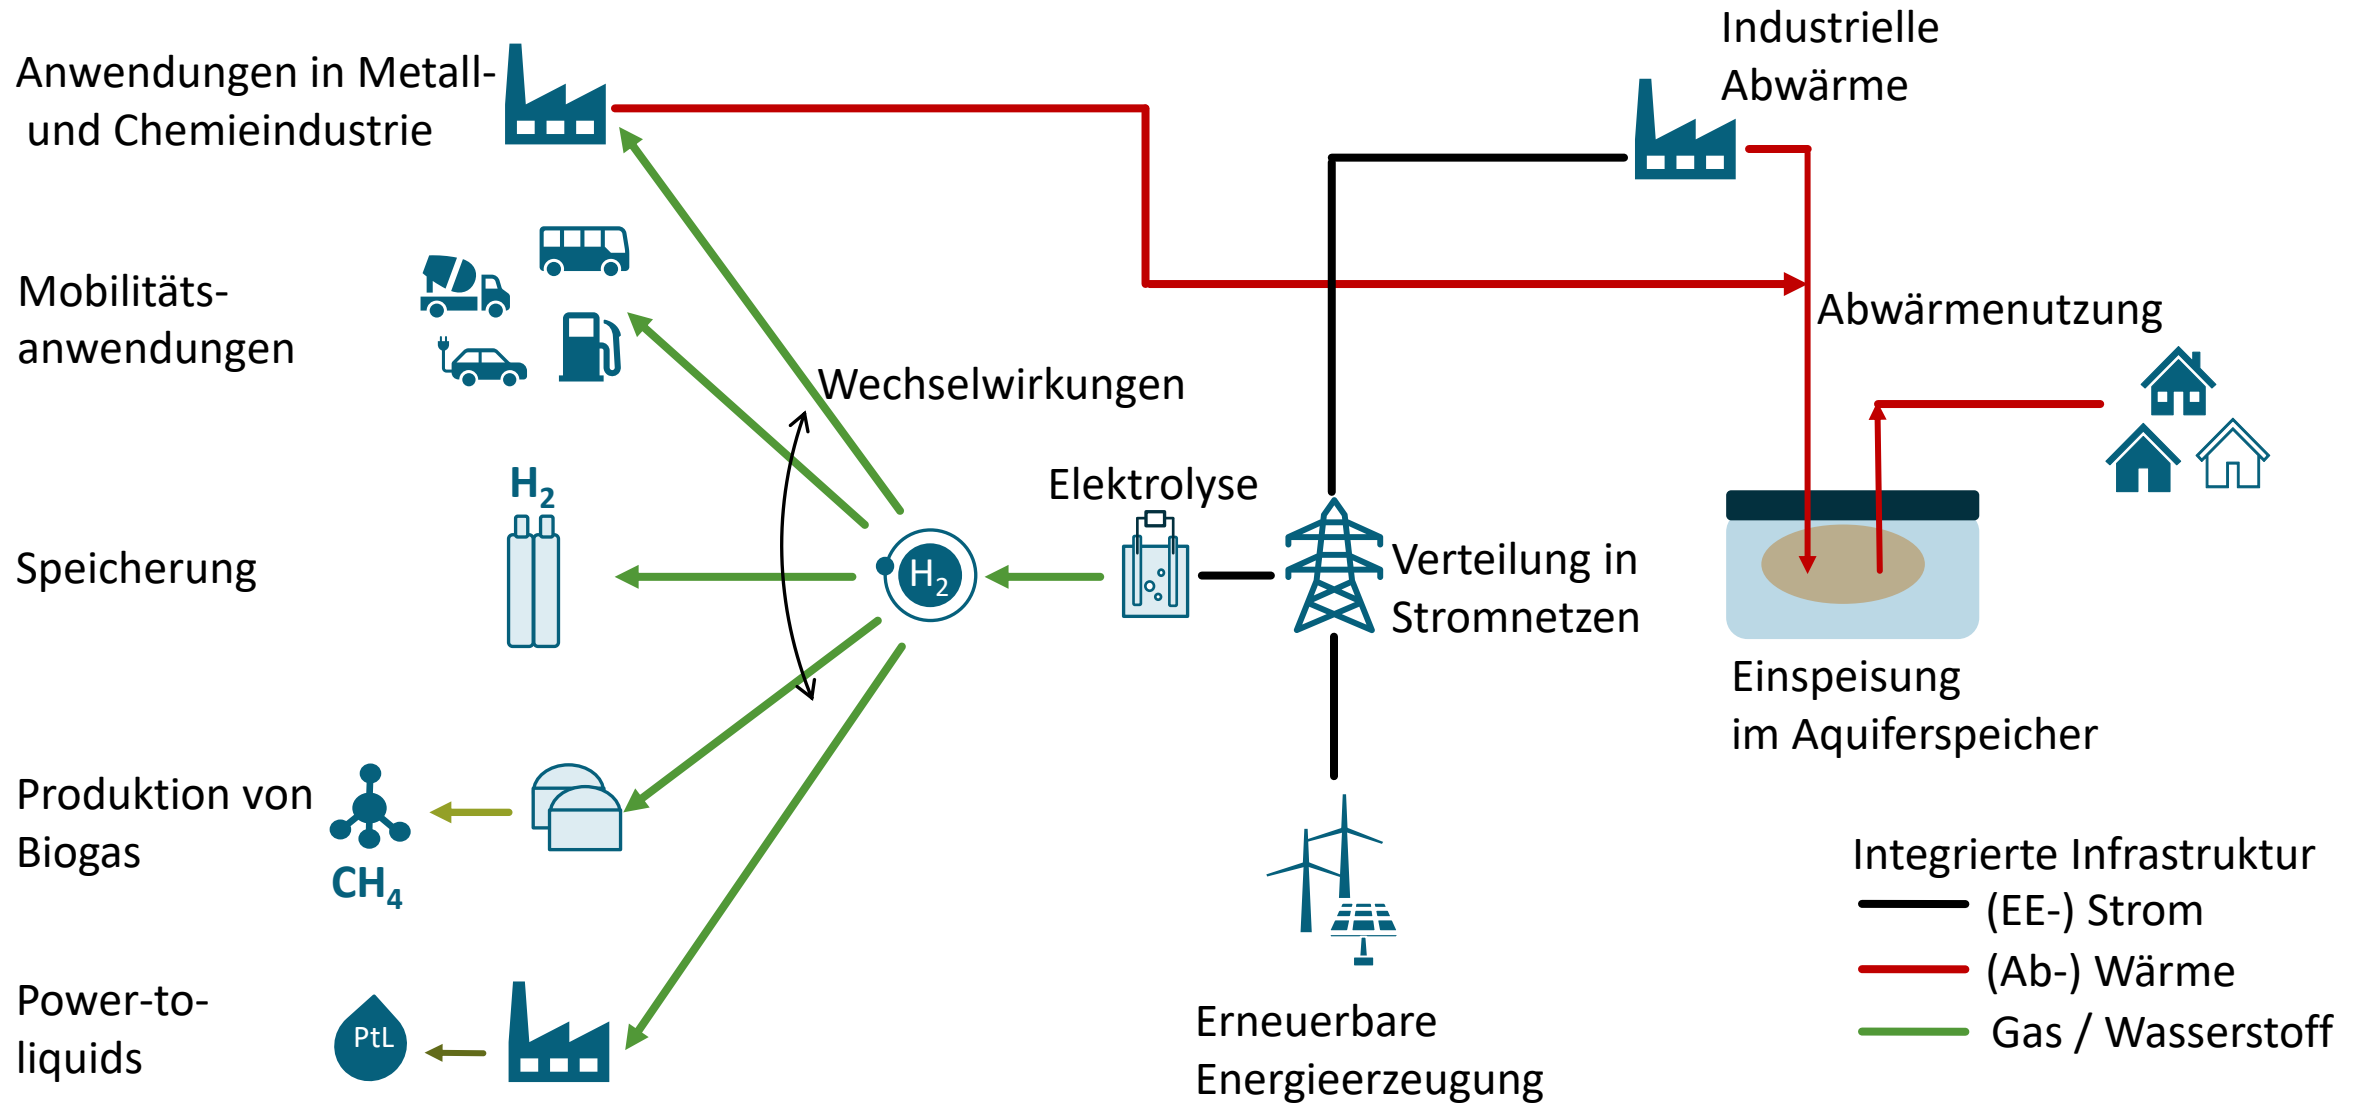 Industrielle
Abwärme
Anwendungen in Metall-
und Chemieindustrie
Mobilitäts-
anwendungen
Abwärmenutzung
Wechselwirkungen
H₂
Elektrolyse
Speicherung
H₂
Verteilung in
Stromnetzen
Einspeisung
im Aquiferspeicher
Produktion von
Biogas
CH₄
Integrierte Infrastruktur
(EE-) Strom
(Ab-) Wärme
Gas / Wasserstoff
Power-to-
liquids
PtL
Erneuerbare
Energieerzeugung